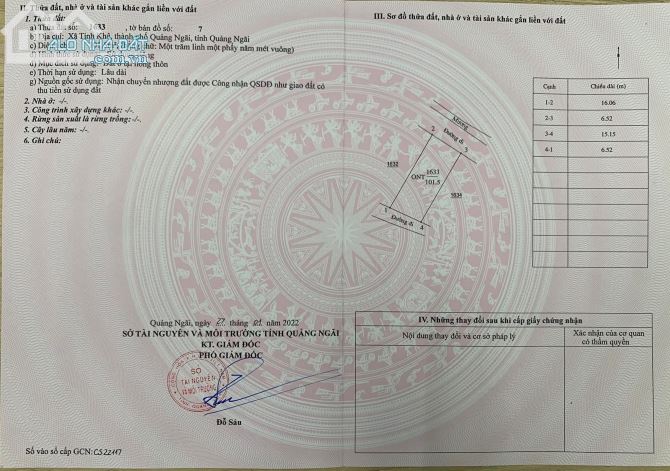 II. Thửa đất, nhà ở và tài sản khác gắn liền với đất
1. Thửa đất:
a) Thửa đất số: 1633, tờ bản đồ số: 7
b) Địa chỉ: Xã Tịnh Khê, thành phố Quảng Ngãi, tỉnh Quảng Ngãi
c) Diện tích: chữ: Một trăm linh một phẩy năm mét vuông)
d) Hình thức sử dụng:
đ) Mục đích sử dụng: Đất ở tại nông thôn
e) Thời hạn sử dụng: Lâu dài
g) Nguồn gốc sử dụng: Nhận chuyển nhượng đất được Công nhận QSDĐ như giao đất có
thu tiền sử dụng đất
2. Nhà ở: -/-.
3. Công trình xây dựng khác: -/-.
4. Rừng sản xuất là rừng trồng: -/-.
5. Cây lâu năm: -/-.
6. Ghi chú:
ALO NHÀ ĐẤT
Quảng Ngãi, ngày 27 tháng 01 năm 2022
SỞ TÀI NGUYÊN VÀ MÔI TRƯỜNG TỈNH QUẢNG NGÃI
KT. GIÁM ĐỐC
PHÓ GIÁM ĐỐC
SỞ
TÀI NGUYÊN
VÀ MÔI TRƯỜNG
Đỗ Sáu
Số vào sổ cấp GCN: CS22117
III. Sơ đồ thửa đất, nhà ở và tài sản khác gắn liền với đất
Mương
Đường đi
2
3
1632
ONT 1633
101.5
1634
1
4
Đường đi
Cạnh Chiều dài (m)
1-2 16.06
2-3 6.52
3-4 15.15
4-1 6.52
IV. Những thay đổi sau khi cấp giấy chứng nhận
Nội dung thay đổi và cơ sở pháp lý
Xác nhận của cơ quan
có thẩm quyền